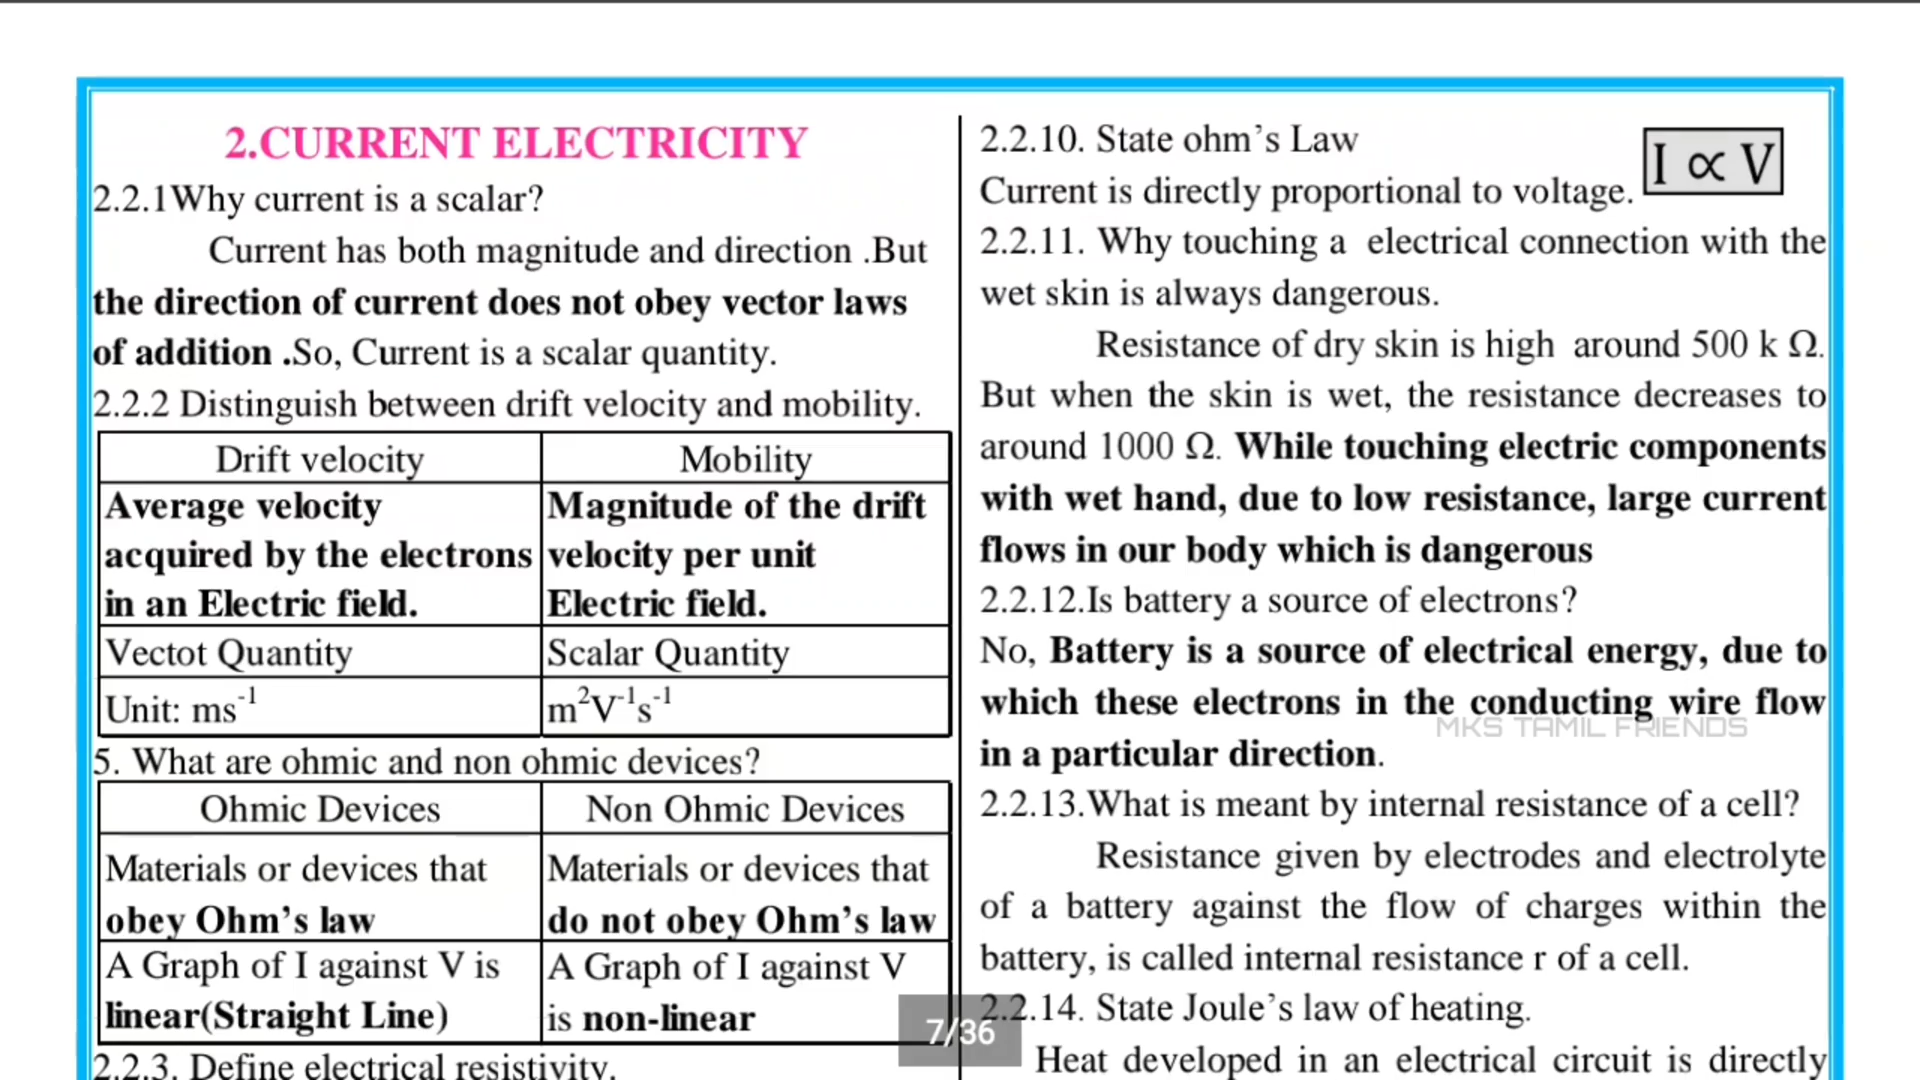 2.CURRENT ELECTRICITY
2.2.1Why current is a scalar?
Current has both magnitude and direction .But
the direction of current does not obey vector laws
of addition .So, Current is a scalar quantity.
2.2.2 Distinguish between drift velocity and mobility.
Drift velocity Mobility
Average velocity
acquired by the electrons
in an Electric field.
Magnitude of the drift
velocity per unit
Electric field.
Vectot Quantity Scalar Quantity
Unit: ms⁻¹ m²V⁻¹s⁻¹
5. What are ohmic and non ohmic devices?
Ohmic Devices Non Ohmic Devices
Materials or devices that
obey Ohm’s law
Materials or devices that
do not obey Ohm’s law
A Graph of I against V is
linear(Straight Line)
A Graph of I against V
is non-linear
2.2.3. Define electrical resistivity.
2.2.10. State ohm’s Law
I ∝ V
Current is directly proportional to voltage.
2.2.11. Why touching a electrical connection with the
wet skin is always dangerous.
Resistance of dry skin is high around 500 k Ω.
But when the skin is wet, the resistance decreases to
around 1000 Ω. While touching electric components
with wet hand, due to low resistance, large current
flows in our body which is dangerous
2.2.12.Is battery a source of electrons?
No, Battery is a source of electrical energy, due to
which these electrons in the conducting wire flow
MKS TAMIL FRIENDS
in a particular direction.
2.2.13.What is meant by internal resistance of a cell?
Resistance given by electrodes and electrolyte
of a battery against the flow of charges within the
battery, is called internal resistance r of a cell.
2.2.14. State Joule’s law of heating.
7/36
Heat developed in an electrical circuit is directly